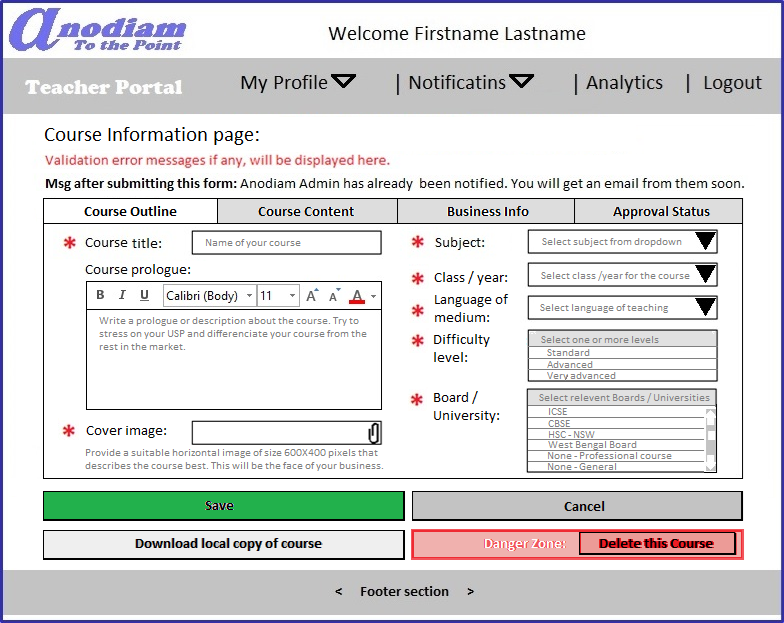 Anodiam
To the Point
Welcome Firstname Lastname
Teacher Portal
My Profile
| Notificatins
| Analytics
| Logout
Course Information page:
Validation error messages if any, will be displayed here.
Msg after submitting this form: Anodiam Admin has already been notified. You will get an email from them soon.
Course Outline
Course Content
Business Info
Approval Status
* Course title:
Name of your course
Course prologue:
B I U Calibri (Body) 11 A A A
Write a prologue or description about the course. Try to
stress on your USP and differenciate your course from the
rest in the market.
* Cover image:
Provide a suitable horizontal image of size 600X400 pixels that
describes the course best. This will be the face of your business.
* Subject:
Select subject from dropdown
* Class / year:
Select class /year for the course
* Language of
medium:
Select language of teaching
* Difficulty
level:
Select one or more levels
Standard
Advanced
Very advanced
* Board /
University:
Select relevent Boards / Universities
ICSE
CBSE
HSC - NSW
West Bengal Board
None - Professional course
None - General
Save
Cancel
Download local copy of course
Danger Zone:
Delete this Course
< Footer section >